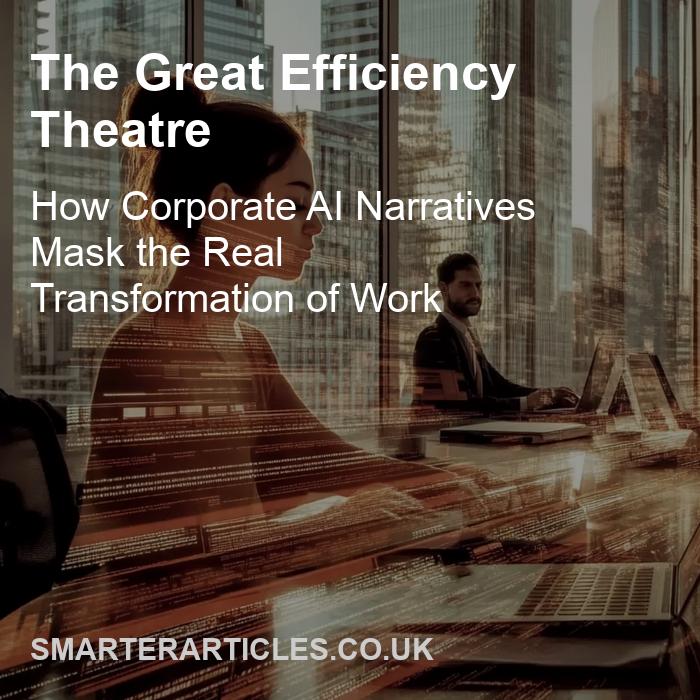 The Great Efficiency
Theatre
How Corporate AI Narratives
Mask the Real
Transformation of Work
SMARTERARTICLES.CO.UK